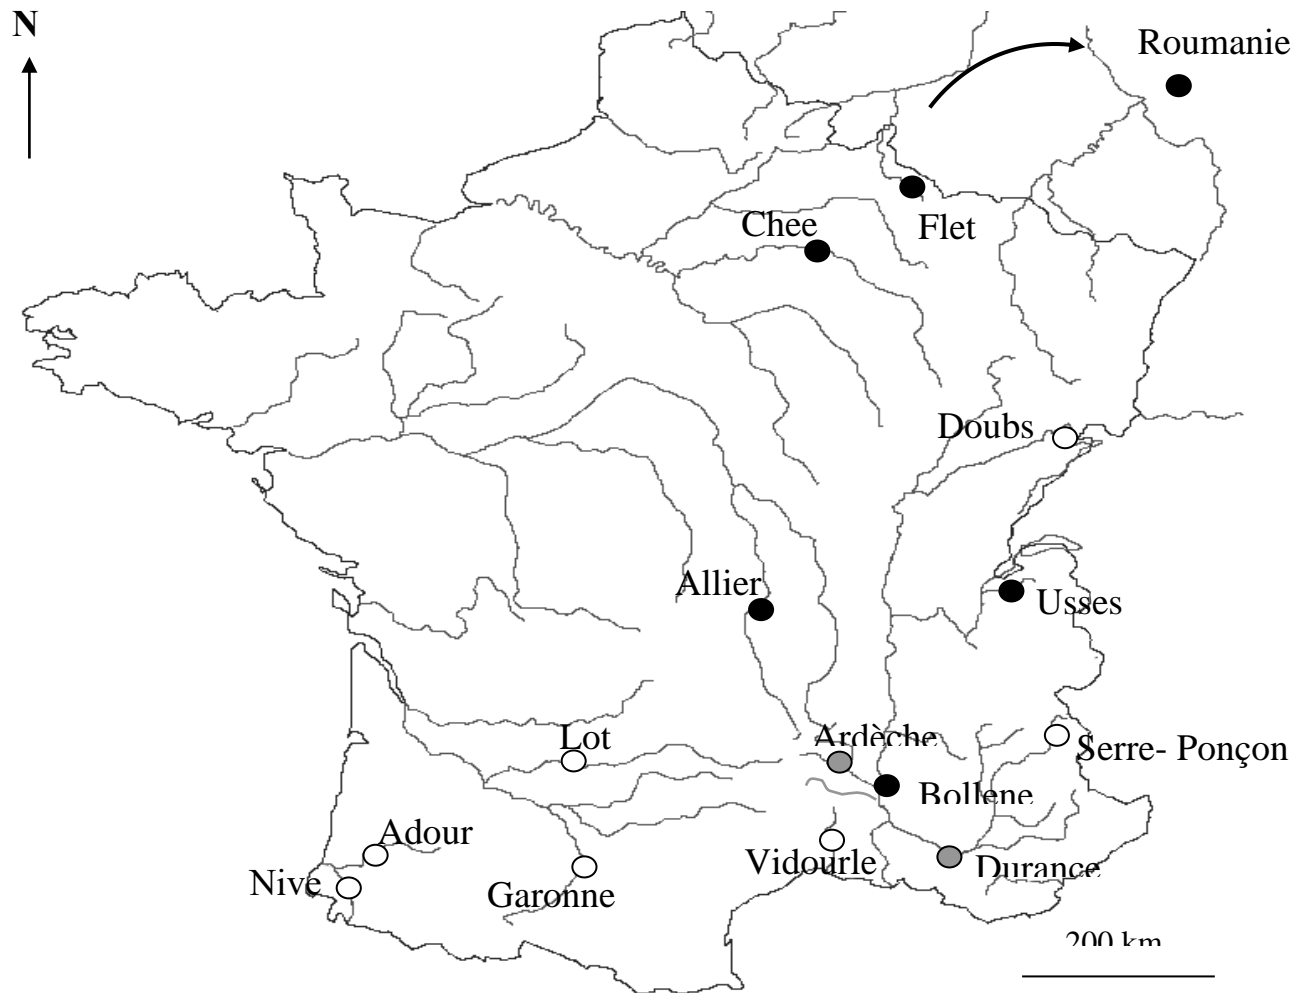 N
Roumanie
Flet
Chee
Doubs
Allier
Usses
Lot
Ardèche
Serre- Ponçon
Bollene
Adour
Vidourle
Durance
Nive
Garonne
200 km